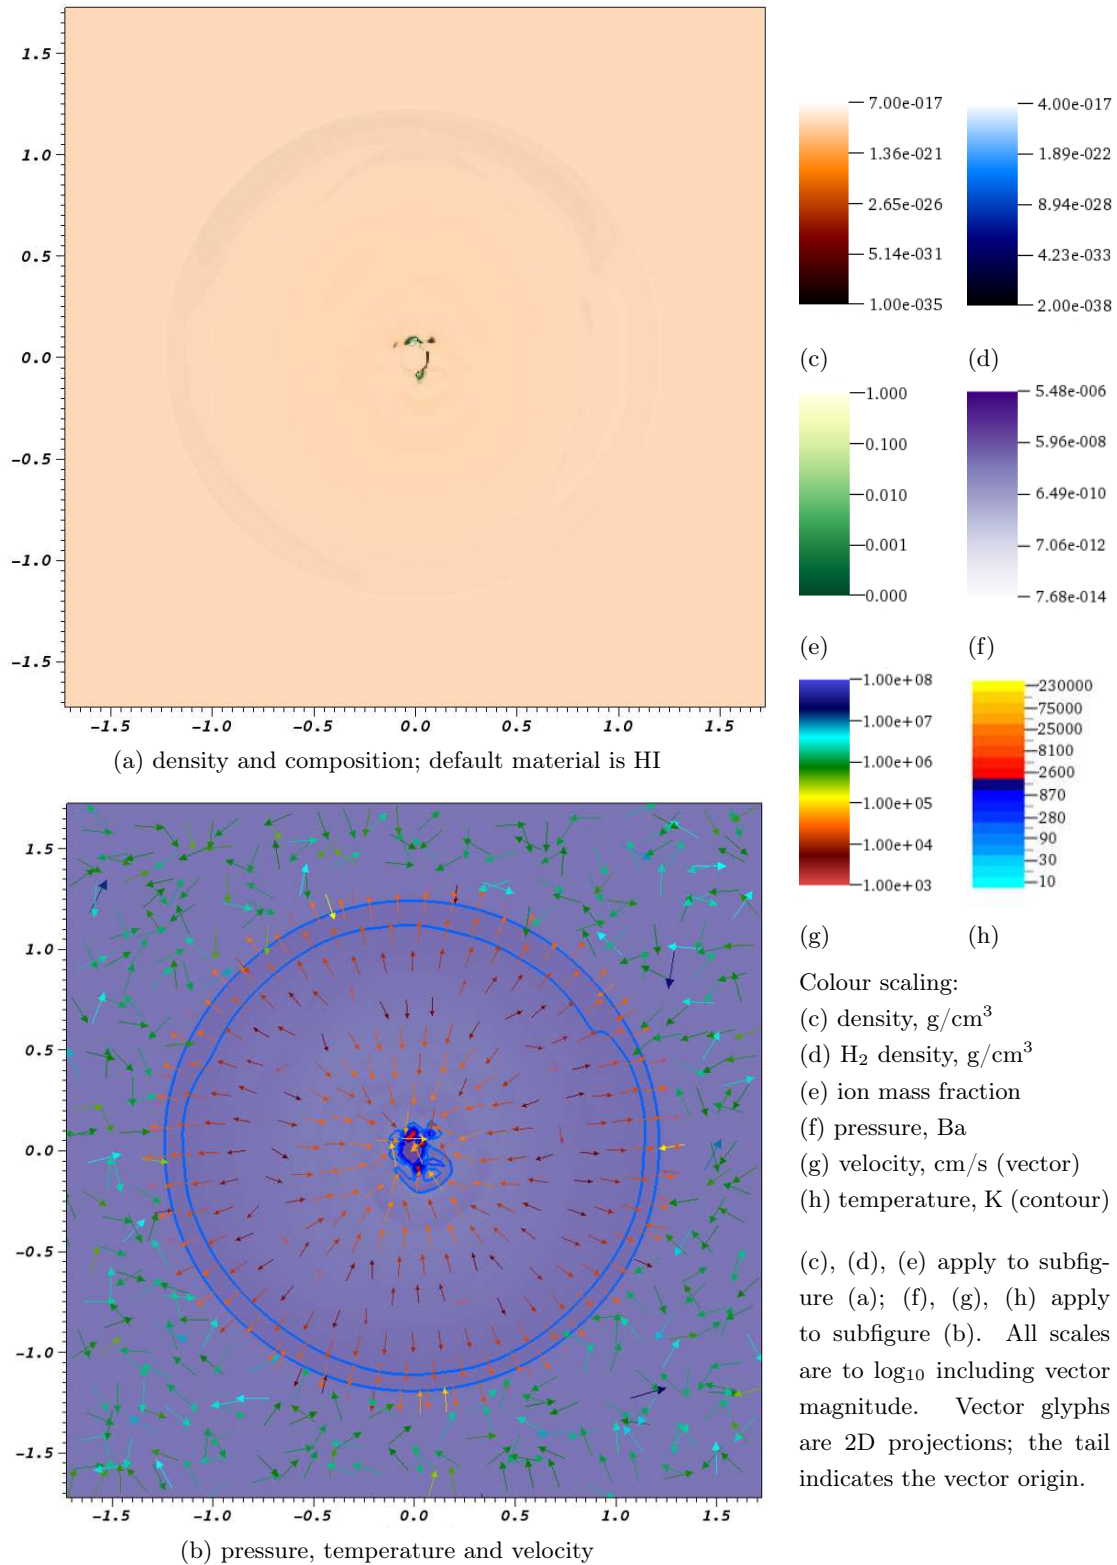 1.5
1.0
0.5
0.0
-0.5
-1.0
-1.5
-1.5 -1.0 -0.5 0.0 0.5 1.0 1.5
(a) density and composition; default material is HI
1.5
1.0
0.5
0.0
-0.5
-1.0
-1.5
-1.5 -1.0 -0.5 0.0 0.5 1.0 1.5
(b) pressure, temperature and velocity
7.00e-017
1.36e-021
2.65e-026
5.14e-031
1.00e-035
(c)
4.00e-017
1.89e-022
8.94e-028
4.23e-033
2.00e-038
(d)
1.000
0.100
0.010
0.001
0.000
(e)
5.48e-006
5.96e-008
6.49e-010
7.06e-012
7.68e-014
(f)
1.00e+08
1.00e+07
1.00e+06
1.00e+05
1.00e+04
1.00e+03
(g)
230000
75000
25000
8100
2600
870
280
90
30
10
(h)
Colour scaling:
(c) density, g/cm³
(d) H₂ density, g/cm³
(e) ion mass fraction
(f) pressure, Ba
(g) velocity, cm/s (vector)
(h) temperature, K (contour)
(c), (d), (e) apply to subfig-
ure (a); (f), (g), (h) apply
to subfigure (b). All scales
are to log₁₀ including vector
magnitude. Vector glyphs
are 2D projections; the tail
indicates the vector origin.